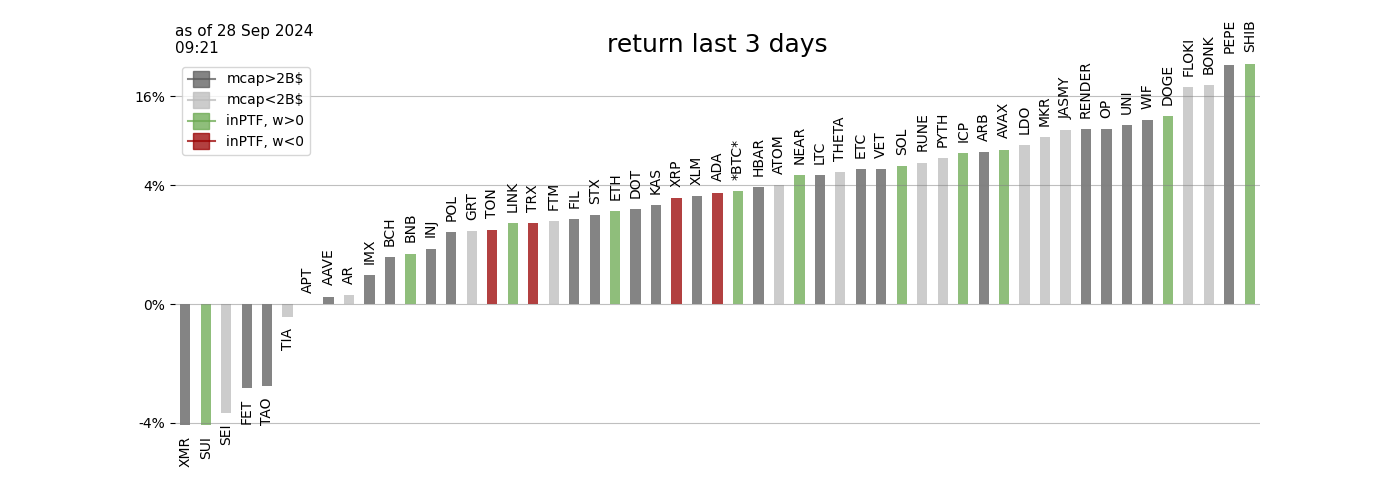 as of 28 Sep 2024
09:21
return last 3 days
mcap>2B$
mcap<2B$
inPTF, w>0
inPTF, w<0
16%
4%
0%
-4%
XMR
SUI
SEI
FET
TAO
TIA
APT
AAVE
AR
IMX
BCH
BNB
INJ
POL
GRT
TON
LINK
TRX
FTM
FIL
STX
ETH
DOT
KAS
XRP
XLM
ADA
*BTC*
HBAR
ATOM
NEAR
LTC
THETA
ETC
VET
SOL
RUNE
PYTH
ICP
ARB
AVAX
LDO
MKR
JASMY
RENDER
OP
UNI
WIF
DOGE
FLOKI
BONK
PEPE
SHIB